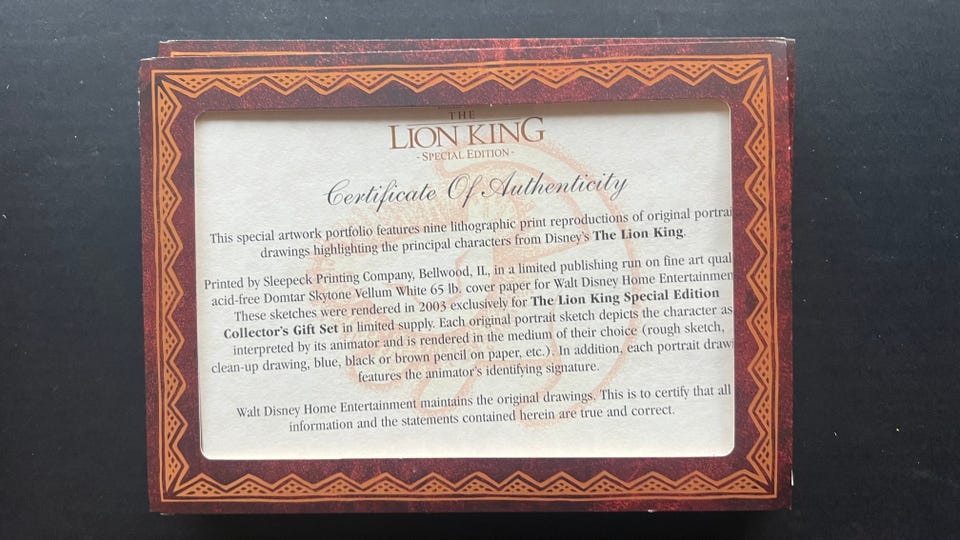 THE
LION KING
- SPECIAL EDITION -
Certificate Of Authenticity
This special artwork portfolio features nine lithographic print reproductions of original portrai
drawings highlighting the principal characters from Disney's The Lion King.
Printed by Sleepeck Printing Company, Bellwood, IL, in a limited publishing run on fine art qual
acid-free Domtar Skytone Vellum White 65 lb. cover paper for Walt Disney Home Entertainmen
These sketches were rendered in 2003 exclusively for The Lion King Special Edition
Collector's Gift Set in limited supply. Each original portrait sketch depicts the character as
interpreted by its animator and is rendered in the medium of their choice (rough sketch,
clean-up drawing, blue, black or brown pencil on paper, etc.). In addition, each portrait drawi
features the animator's identifying signature.
Walt Disney Home Entertainment maintains the original drawings. This is to certify that all
information and the statements contained herein are true and correct.